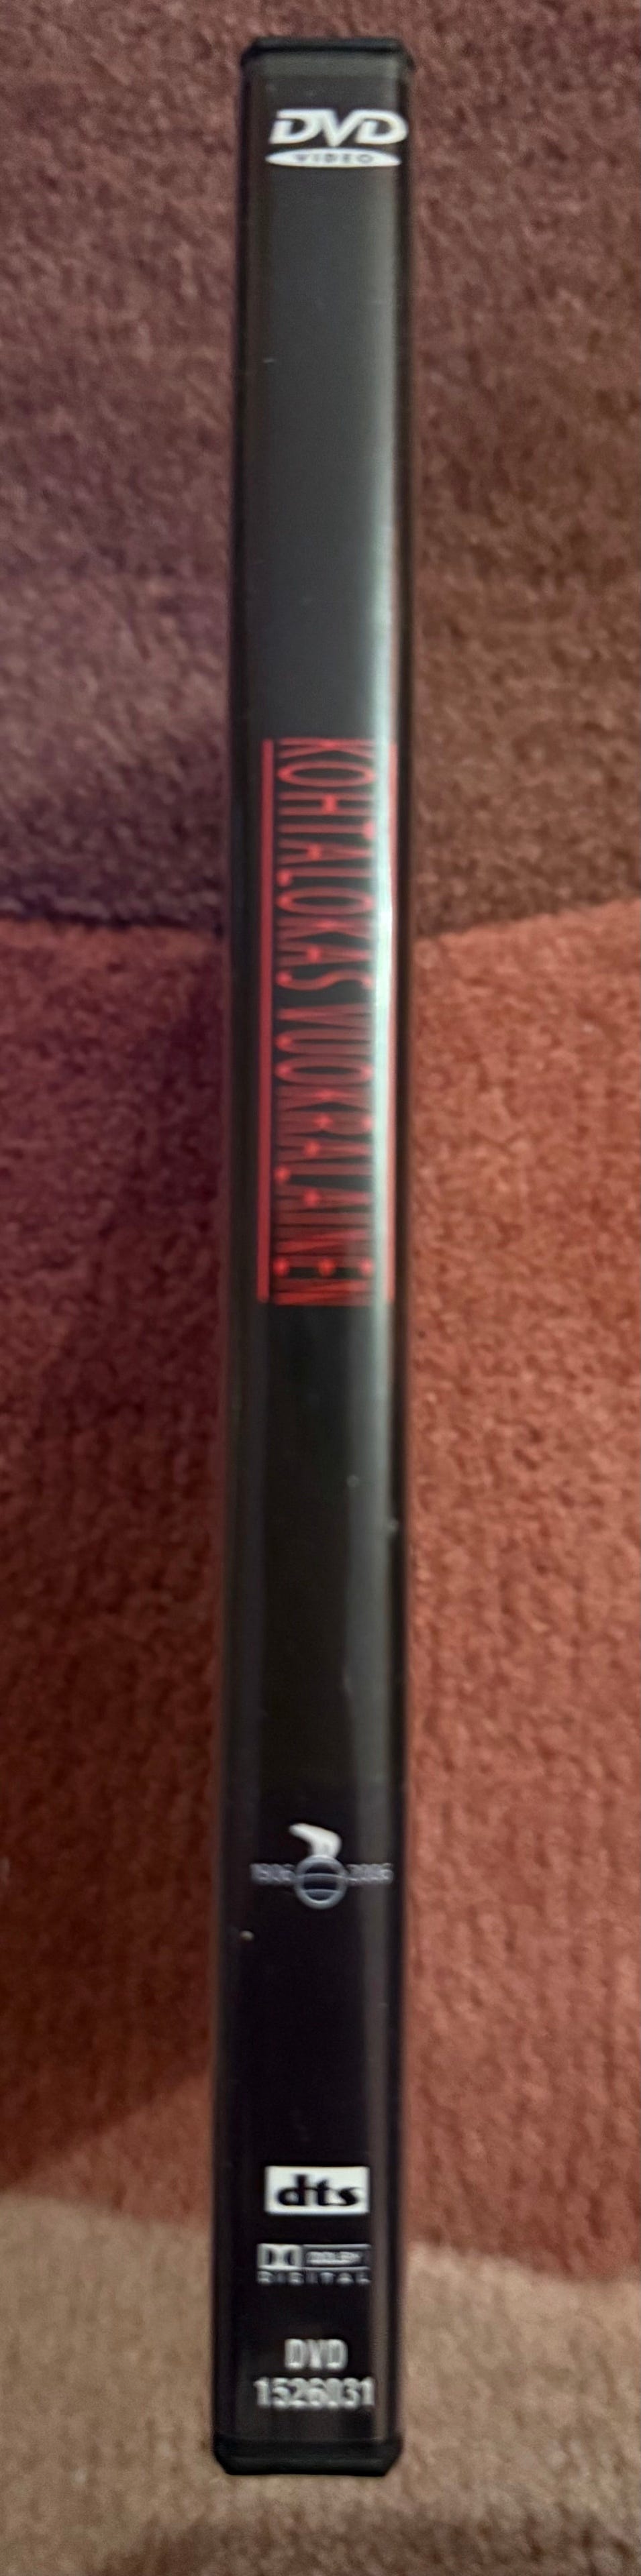 DVD
VIDEO
KOHTALOKAS VUOKRALAINEN
1906 2006
dts
DOLBY
DIGITAL
DVD
1526031